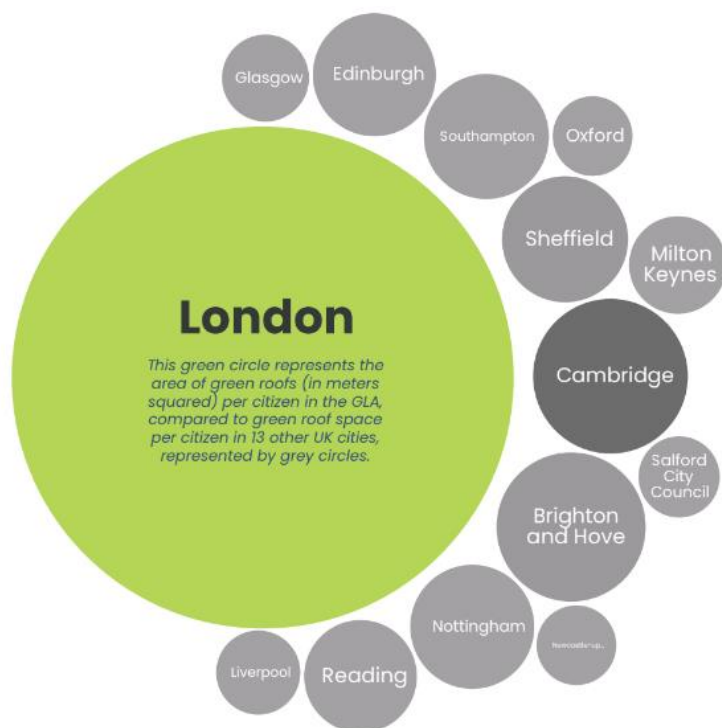 Glasgow
Edinburgh
Southampton
Oxford
Sheffield
Milton
Keynes
London
This green circle represents the
area of green roofs (in meters
squared) per citizen in the GLA,
compared to green roof space
per citizen in 13 other UK cities,
represented by grey circles.
Cambridge
Salford
City
Council
Brighton
and Hove
Nottingham
Newcastle-up...
Liverpool
Reading